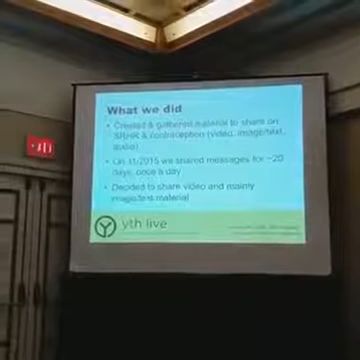 What we did
• Created & gathered material to share on
SRHR & contraception (video, image/text,
audio)
• On 11/2015 we shared messages for ~20
days, once a day
• Decided to share video and mainly
image/text material
yth live